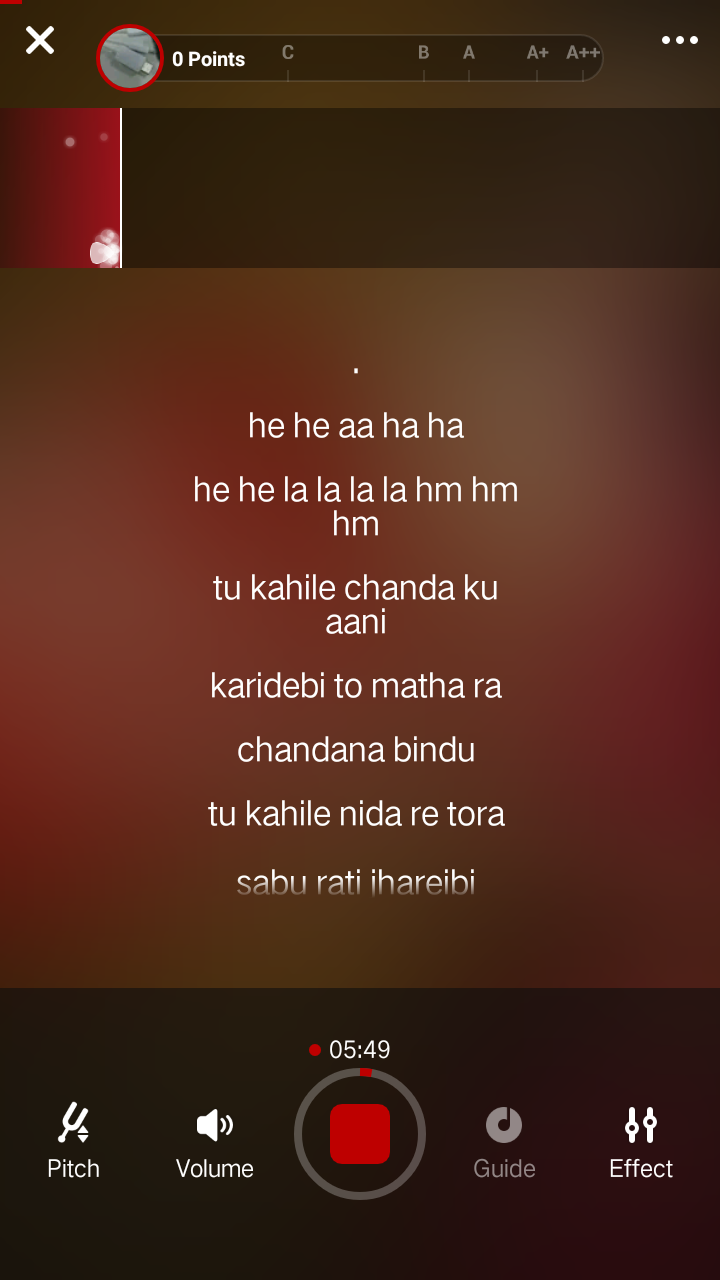 0 Points
C
B
A
A+
A++
.
he he aa ha ha
he he la la la la hm hm
hm
tu kahile chanda ku
aani
karidebi to matha ra
chandana bindu
tu kahile nida re tora
sabu rati jhareibi
05:49
Pitch
Volume
Guide
Effect